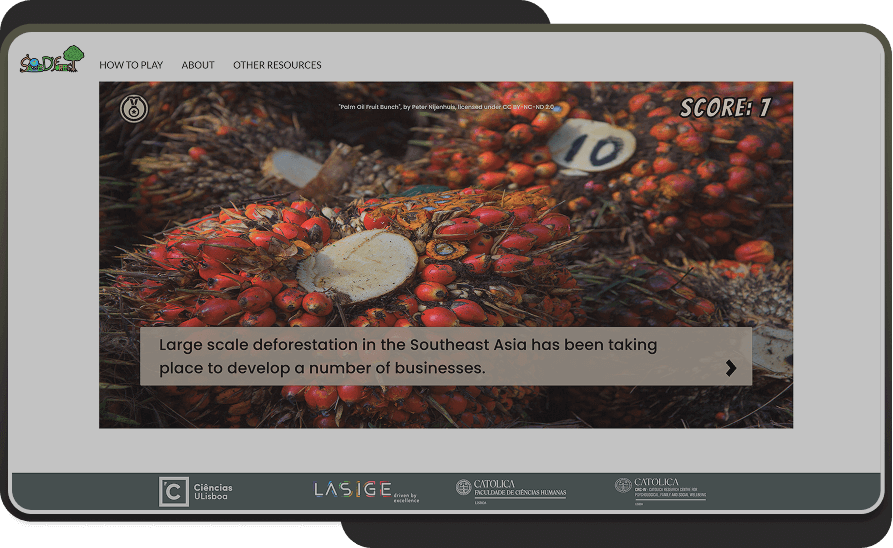 HOW TO PLAY
ABOUT
OTHER RESOURCES
"Palm Oil Fruit Bunch", by Peter Nijenhuis, licensed under CC BY-NC-ND 2.0
SCORE: 1
10
Large scale deforestation in the Southeast Asia has been taking
place to develop a number of businesses.
Ciências
ULisboa
LASIGE
driven by
excellence
CATOLICA
FACULDADE DE CIÊNCIAS HUMANAS
LISBOA
CATOLICA
CRC-W · CATÓLICA RESEARCH CENTRE FOR
PSYCHOLOGICAL, FAMILY AND SOCIAL WELLBEING
LISBOA